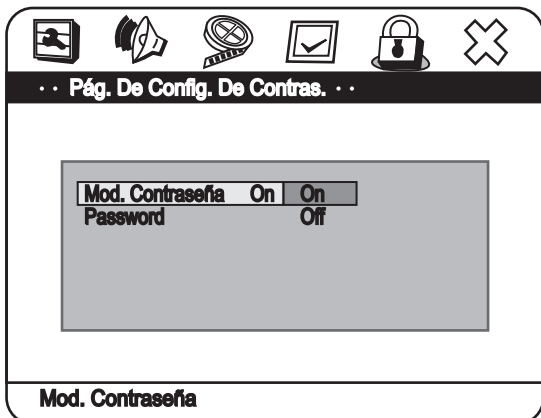 ·· Pág. De Config. De Contras. ··
Mod. Contraseña On On
Password Off
Mod. Contraseña